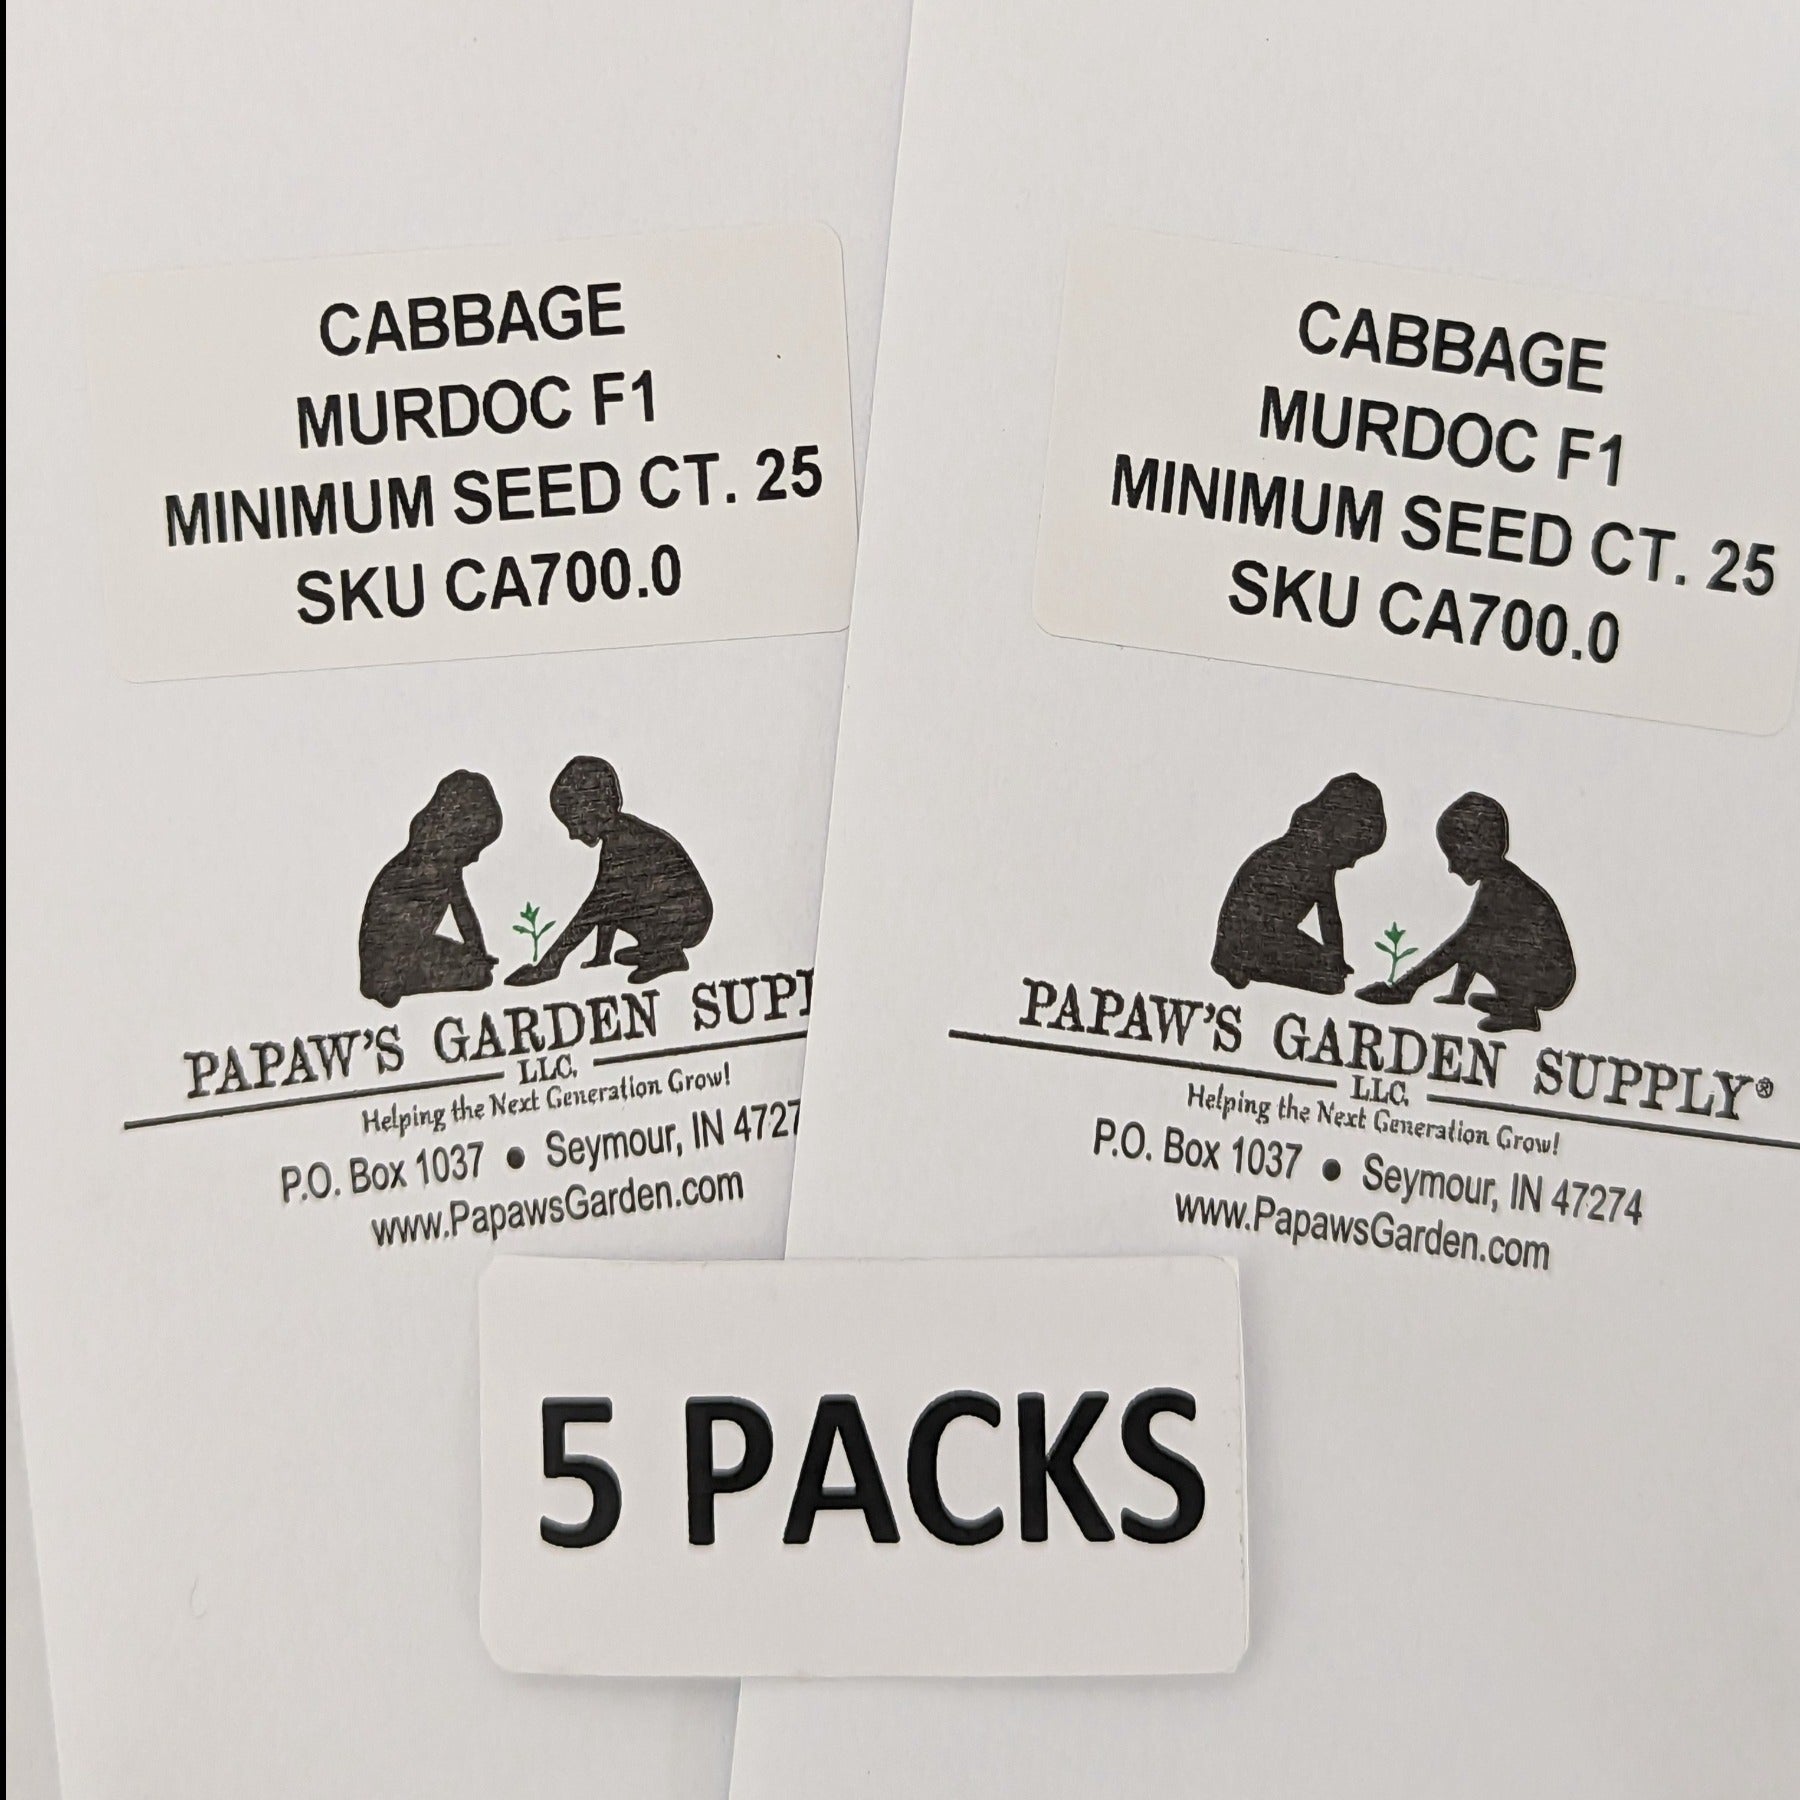 CABBAGE
MURDOC F1
MINIMUM SEED CT. 25
SKU CA700.0
PAPAW'S GARDEN SUPPL
LLC.
Helping the Next Generation Grow!
P.O. Box 1037 • Seymour, IN 4727
www.PapawsGarden.com
CABBAGE
MURDOC F1
MINIMUM SEED CT. 25
SKU CA700.0
PAPAW'S GARDEN SUPPLY®
LLC.
Helping the Next Generation Grow!
P.O. Box 1037 • Seymour, IN 47274
www.PapawsGarden.com
5 PACKS